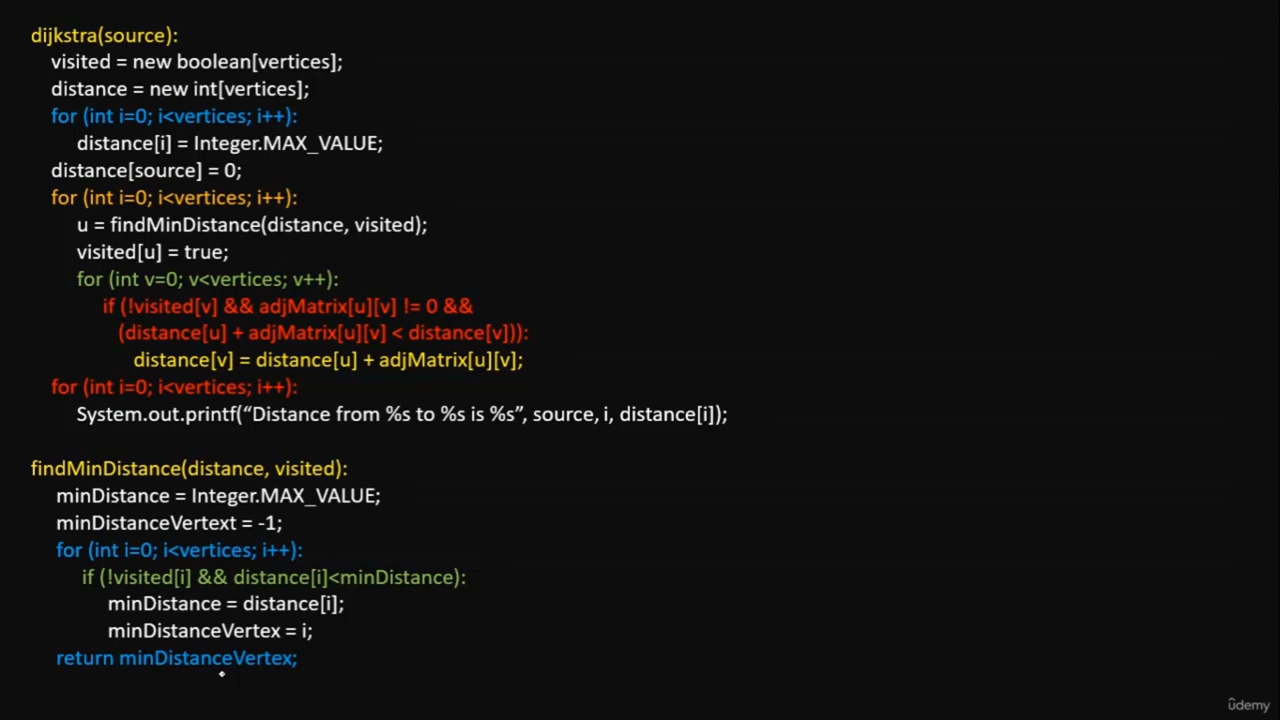 dijkstra(source):
visited = new boolean[vertices];
distance = new int[vertices];
for (int i=0; i<vertices; i++):
distance[i] = Integer.MAX_VALUE;
distance[source] = 0;
for (int i=0; i<vertices; i++):
u = findMinDistance(distance, visited);
visited[u] = true;
for (int v=0; v<vertices; v++):
if (!visited[v] && adjMatrix[u][v] != 0 &&
(distance[u] + adjMatrix[u][v] < distance[v])):
distance[v] = distance[u] + adjMatrix[u][v];
for (int i=0; i<vertices; i++):
System.out.printf(“Distance from %s to %s is %s”, source, i, distance[i]);
findMinDistance(distance, visited):
minDistance = Integer.MAX_VALUE;
minDistanceVertext = -1;
for (int i=0; i<vertices; i++):
if (!visited[i] && distance[i]<minDistance):
minDistance = distance[i];
minDistanceVertex = i;
return minDistanceVertex;
udemy